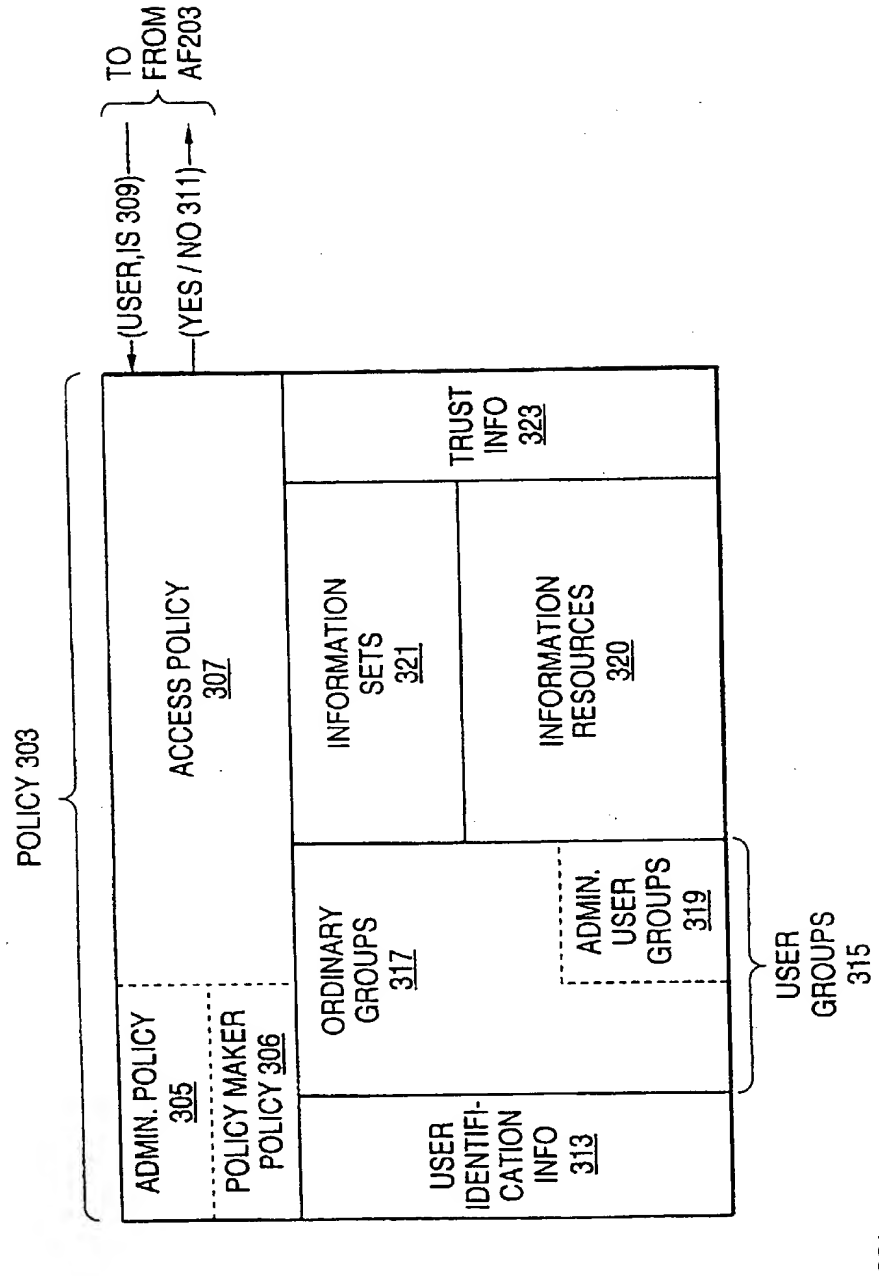 POLICY 303
ADMIN. POLICY
305
POLICY MAKER
POLICY 306
ACCESS POLICY
307
(USER,IS 309)
(YES / NO 311)
TO
FROM
AF203
USER
IDENTIFI-
CATION
INFO
313
ORDINARY
GROUPS
317
ADMIN.
USER
GROUPS
319
INFORMATION
SETS
321
INFORMATION
RESOURCES
320
TRUST
INFO
323
USER
GROUPS
315